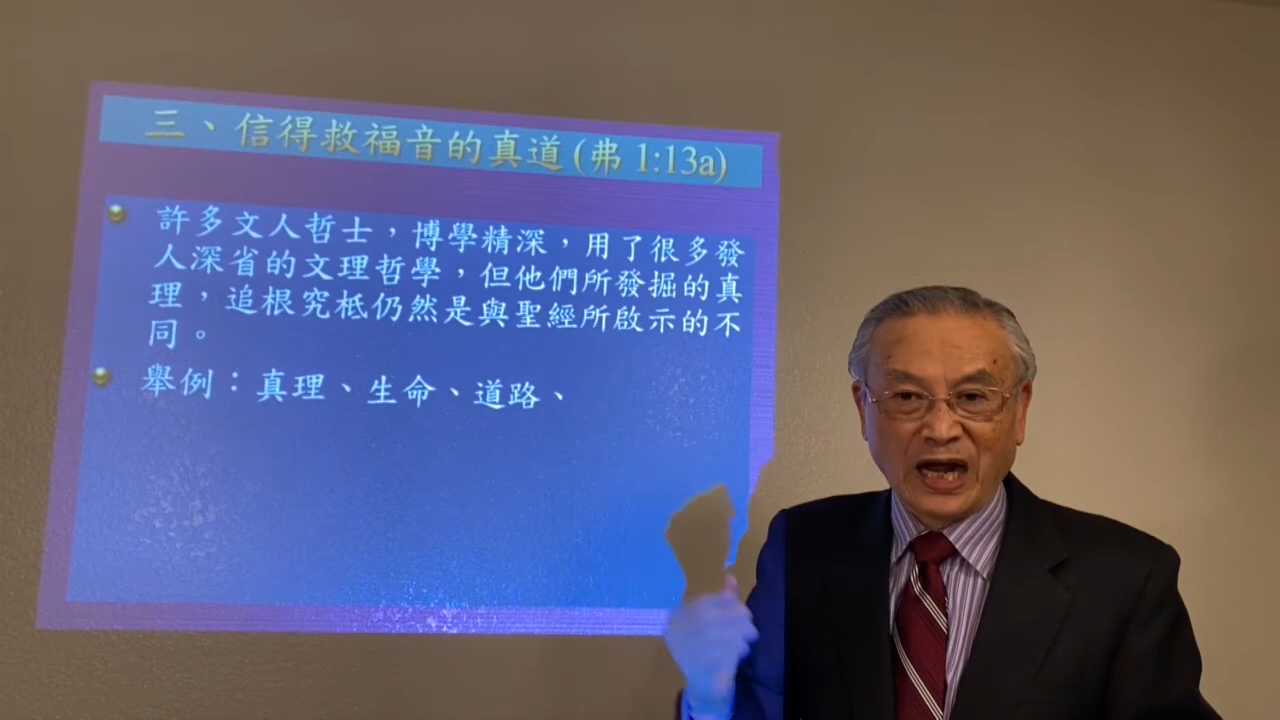 三、信得救福音的真道(弗 1:13a)
許多文人哲士，博學精深，用了很多發
人深省的文理哲學，但他們所發掘的真
理，追根究柢仍然是與聖經所啟示的不
同。
舉例：真理、生命、道路、